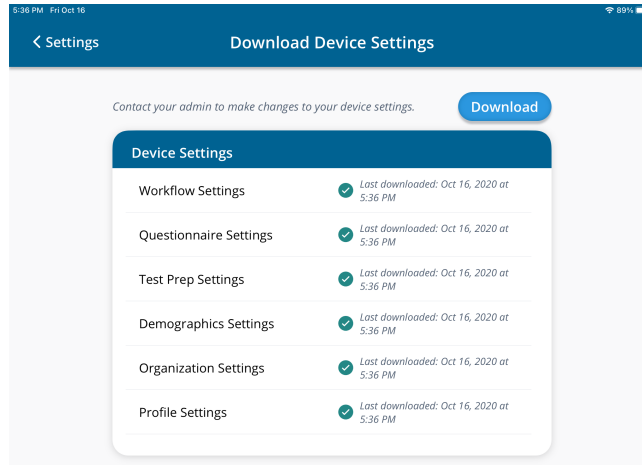 5:36 PM Fri Oct 16
89%
Settings
Download Device Settings
Contact your admin to make changes to your device settings.
Download
Device Settings
Workflow Settings
Last downloaded: Oct 16, 2020 at
5:36 PM
Questionnaire Settings
Last downloaded: Oct 16, 2020 at
5:36 PM
Test Prep Settings
Last downloaded: Oct 16, 2020 at
5:36 PM
Demographics Settings
Last downloaded: Oct 16, 2020 at
5:36 PM
Organization Settings
Last downloaded: Oct 16, 2020 at
5:36 PM
Profile Settings
Last downloaded: Oct 16, 2020 at
5:36 PM